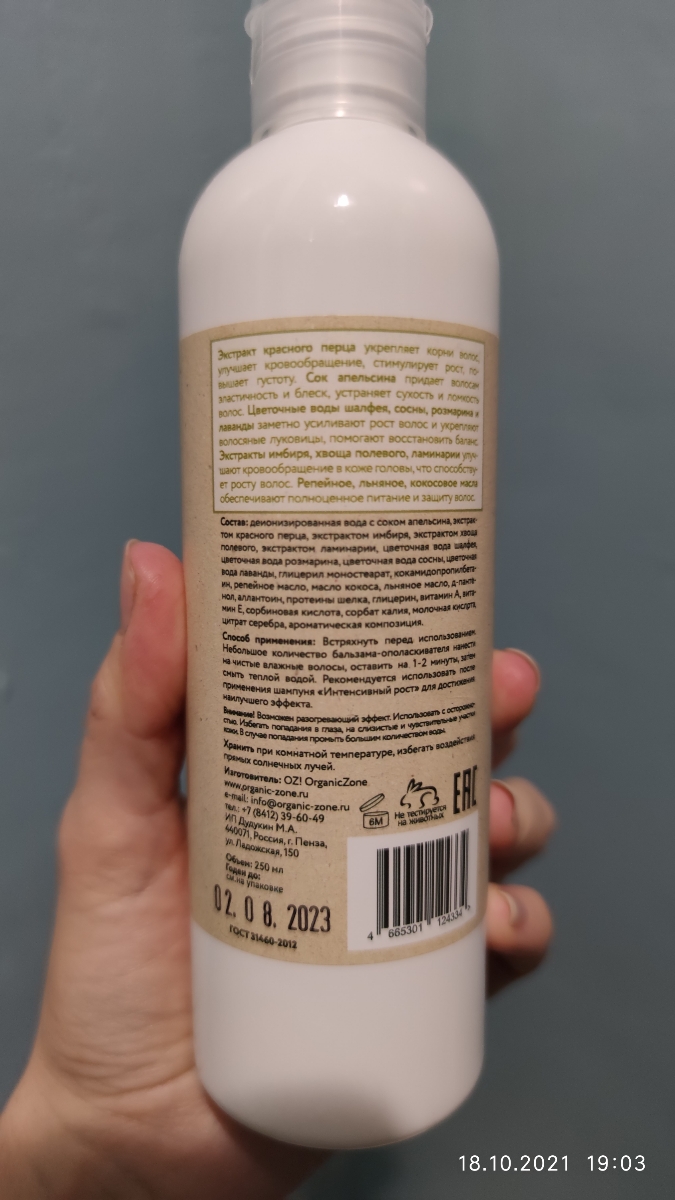 Экстракт красного перца укрепляет корни волос,
улучшает кровообращение, стимулирует рост, по-
вышает густоту. Сок апельсина придает волосам
эластичность и блеск, устраняет сухость и ломкость
волос. Цветочные воды шалфея, сосны, розмарина и
лаванды заметно усиливают рост волос и укрепляют
волосяные луковицы, помогают восстановить баланс.
Экстракты имбиря, хвоща полевого, ламинарии улуч-
шают кровообращение в коже головы, что способству-
ет росту волос. Репейное, льняное, кокосовое масла
обеспечивают полноценное питание и защиту волос.
Состав: деионизированная вода с соком апельсина, экстрак-
том красного перца, экстрактом имбиря, экстрактом хвоща
полевого, экстрактом ламинарии, цветочная вода шалфея,
цветочная вода розмарина, цветочная вода сосны, цветочная
вода лаванды, глицерил моностеарат, кокамидопропилбета-
ин, репейное масло, масло кокоса, льняное масло, д-панте-
нол, аллантоин, протеины шелка, глицерин, витамин А, вита-
мин Е, сорбиновая кислота, сорбат калия, молочная кислота,
цитрат серебра, ароматическая композиция.
Способ применения: Встряхнуть перед использованием.
Небольшое количество бальзама-ополаскивателя нанести
на чистые влажные волосы, оставить на 1-2 минуты, затем
смыть теплой водой. Рекомендуется использовать после
применения шампуня «Интенсивный рост» для достижения
наилучшего эффекта.
Внимание! Возможен разогревающий эффект. Использовать с осторожно-
стью. Избегать попадания в глаза, на слизистые и чувствительные участки
кожи. В случае попадания промыть большим количеством воды.
Хранить при комнатной температуре, избегать воздействия
прямых солнечных лучей.
Изготовитель: OZ! OrganicZone
www.organic-zone.ru
e-mail: info@organic-zone.ru
тел.: +7 (8412) 39-60-49
ИП Дудукин М.А.
440071, Россия, г. Пенза,
ул. Ладожская, 150
6М
Не тестируется
на животных
EAC
Объем: 250 мл
Годен до:
см.на упаковке
02.08.2023
ГОСТ 31460-2012
4 665301 124334
18.10.2021 19:03